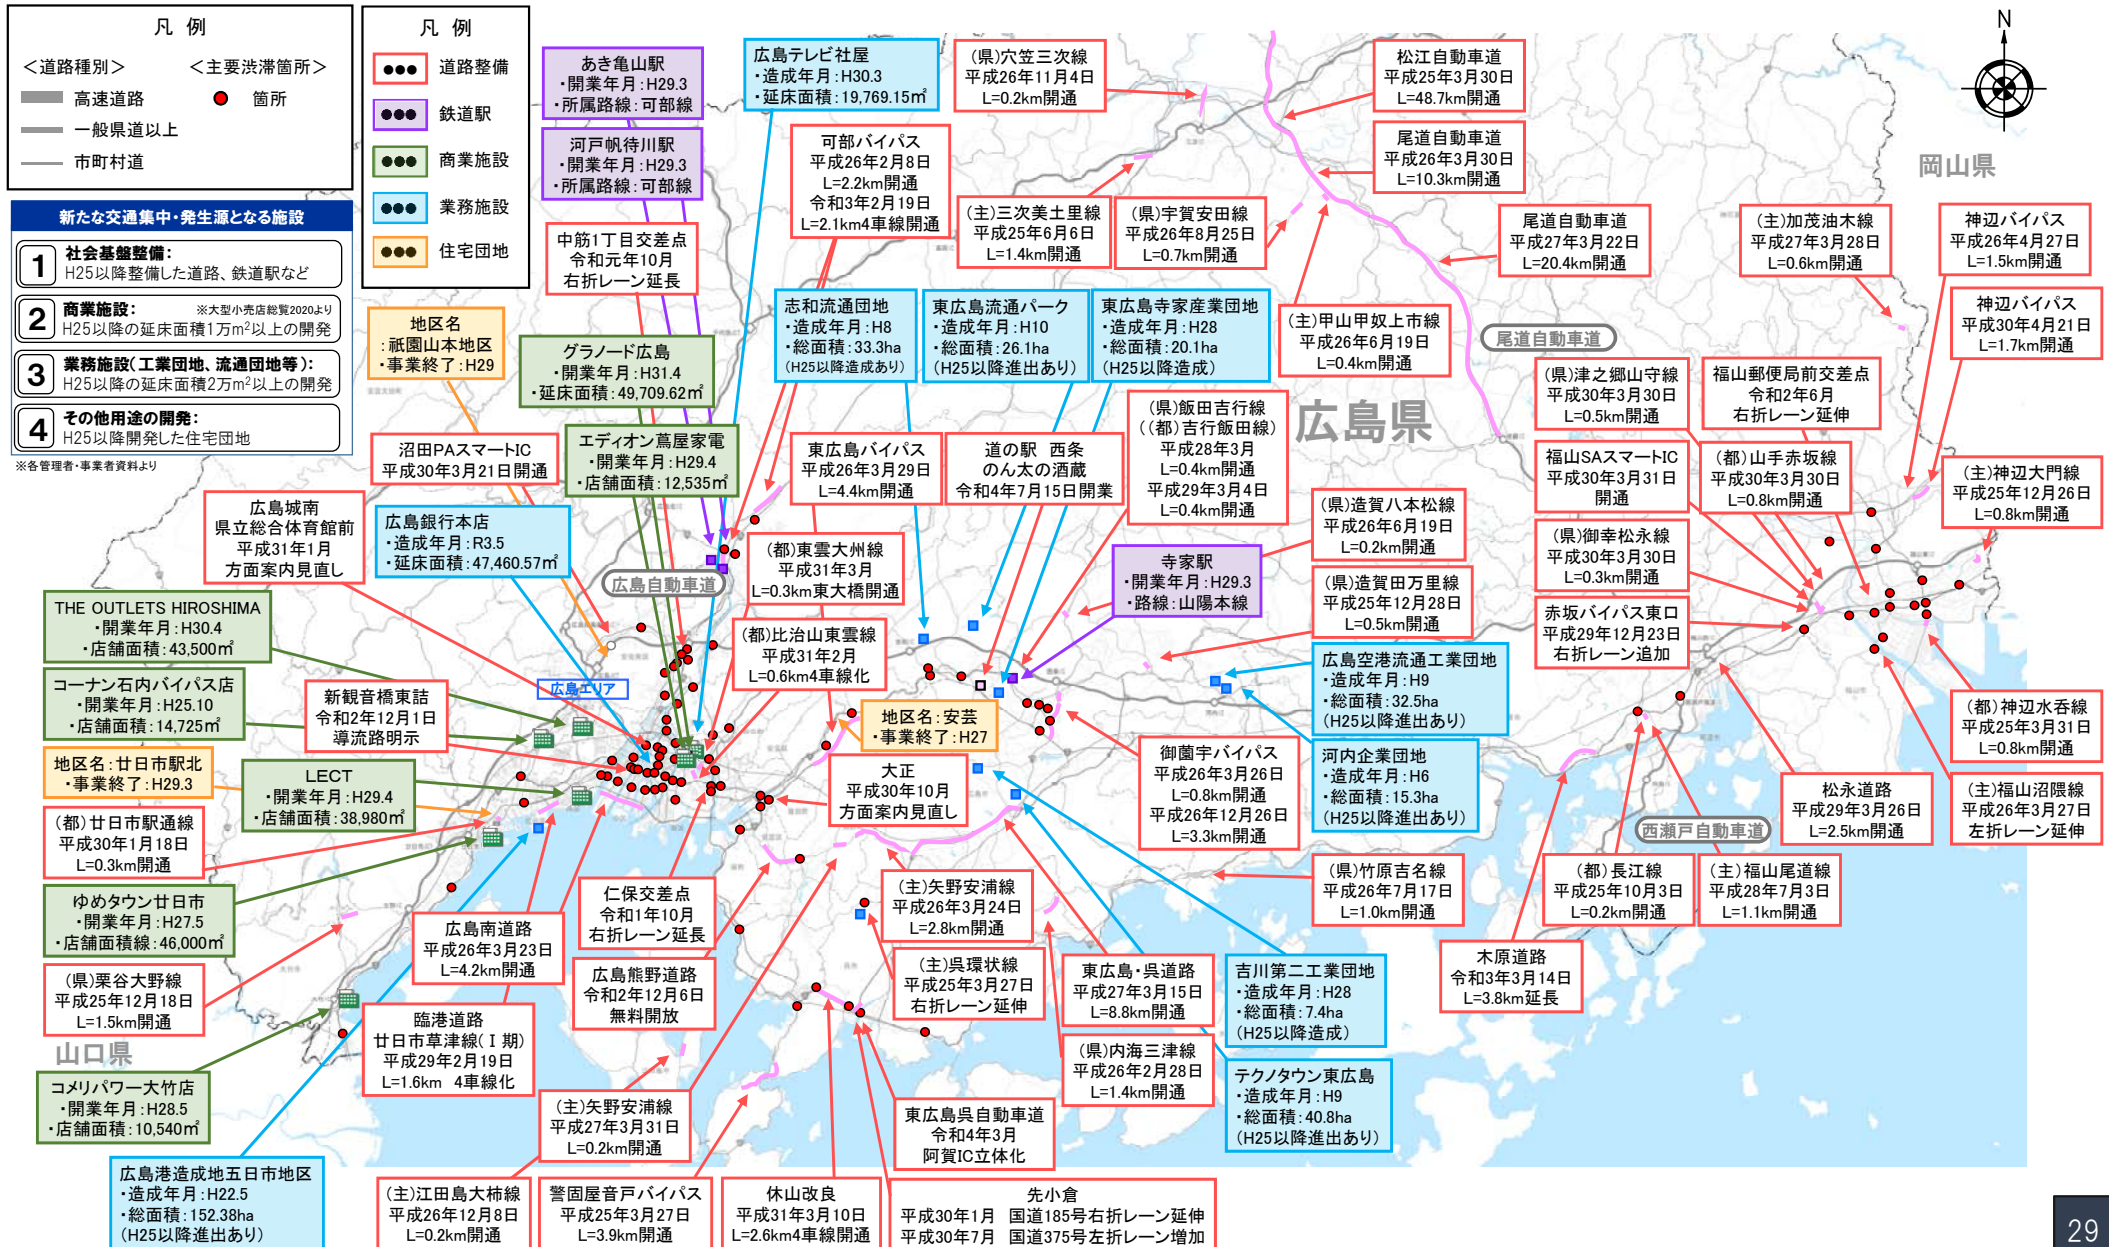 凡 例
＜道路種別＞
高速道路
一般県道以上
市町村道
＜主要渋滞箇所＞
箇所
凡 例
道路整備
鉄道駅
商業施設
業務施設
住宅団地
新たな交通集中・発生源となる施設
1
社会基盤整備：
H25以降整備した道路、鉄道駅など
2
商業施設： ※大型小売店総覧2020より
H25以降の延床面積1万m²以上の開発
3
業務施設（工業団地、流通団地等）：
H25以降の延床面積2万m²以上の開発
4
その他用途の開発：
H25以降開発した住宅団地
※各管理者・事業者資料より
あき亀山駅
・開業年月：H29.3
・所属路線：可部線
河戸帆待川駅
・開業年月：H29.3
・所属路線：可部線
広島テレビ社屋
・造成年月：H30.3
・延床面積：19,769.15㎡
(県)穴笠三次線
平成26年11月4日
L=0.2km開通
松江自動車道
平成25年3月30日
L=48.7km開通
N
可部バイパス
平成26年2月8日
L=2.2km開通
令和3年2月19日
L=2.1km4車線開通
尾道自動車道
平成26年3月30日
L=10.3km開通
岡山県
中筋1丁目交差点
令和元年10月
右折レーン延長
(主)三次美土里線
平成25年6月6日
L=1.4km開通
(県)宇賀安田線
平成26年8月25日
L=0.7km開通
尾道自動車道
平成27年3月22日
L=20.4km開通
(主)加茂油木線
平成27年3月28日
L=0.6km開通
神辺バイパス
平成26年4月27日
L=1.5km開通
神辺バイパス
平成30年4月21日
L=1.7km開通
地区名
：祇園山本地区
・事業終了：H29
グラノード広島
・開業年月：H31.4
・延床面積：49,709.62㎡
志和流通団地
・造成年月：H8
・総面積：33.3ha
(H25以降造成あり)
東広島流通パーク
・造成年月：H10
・総面積：26.1ha
(H25以降進出あり)
東広島寺家産業団地
・造成年月：H28
・総面積：20.1ha
(H25以降造成)
(主)甲山甲奴上市線
平成26年6月19日
L=0.4km開通
尾道自動車道
広島県
(県)津之郷山守線
平成30年3月30日
L=0.5km開通
福山郵便局前交差点
令和2年6月
右折レーン延伸
沼田PAスマートIC
平成30年3月21日開通
エディオン蔦屋家電
・開業年月：H29.4
・店舗面積：12,535㎡
東広島バイパス
平成26年3月29日
L=4.4km開通
道の駅 西条
のん太の酒蔵
令和4年7月15日開業
(県)飯田吉行線
((都)吉行飯田線)
平成28年3月
L=0.4km開通
平成29年3月4日
L=0.4km開通
福山SAスマートIC
平成30年3月31日
開通
(都)山手赤坂線
平成30年3月30日
L=0.8km開通
(主)神辺大門線
平成25年12月26日
L=0.8km開通
広島城南
県立総合体育館前
平成31年1月
方面案内見直し
広島銀行本店
・造成年月：R3.5
・延床面積：47,460.57㎡
広島自動車道
(都)東雲大州線
平成31年3月
L=0.3km東大橋開通
寺家駅
・開業年月：H29.3
・路線：山陽本線
(県)造賀八本松線
平成26年6月19日
L=0.2km開通
(県)御幸松永線
平成30年3月30日
L=0.3km開通
THE OUTLETS HIROSHIMA
・開業年月：H30.4
・店舗面積：43,500㎡
(都)比治山東雲線
平成31年2月
L=0.6km4車線化
(県)造賀田万里線
平成25年12月28日
L=0.5km開通
赤坂バイパス東口
平成29年12月23日
右折レーン追加
コーナン石内バイパス店
・開業年月：H25.10
・店舗面積：14,725㎡
新観音橋東詰
令和2年12月1日
導流路明示
広島エリア
地区名：安芸
・事業終了：H27
広島空港流通工業団地
・造成年月：H9
・総面積：32.5ha
(H25以降進出あり)
(都)神辺水呑線
平成25年3月31日
L=0.8km開通
地区名：廿日市駅北
・事業終了：H29.3
LECT
・開業年月：H29.4
・店舗面積：38,980㎡
大正
平成30年10月
方面案内見直し
御薗宇バイパス
平成26年3月26日
L=0.8km開通
平成26年12月26日
L=3.3km開通
河内企業団地
・造成年月：H6
・総面積：15.3ha
(H25以降進出あり)
西瀬戸自動車道
松永道路
平成29年3月26日
L=2.5km開通
(主)福山沼隈線
平成26年3月27日
左折レーン延伸
(都)廿日市駅通線
平成30年1月18日
L=0.3km開通
ゆめタウン廿日市
・開業年月：H27.5
・店舗面積線：46,000㎡
広島南道路
平成26年3月23日
L=4.2km開通
仁保交差点
令和1年10月
右折レーン延長
(主)矢野安浦線
平成26年3月24日
L=2.8km開通
(県)竹原吉名線
平成26年7月17日
L=1.0km開通
(都)長江線
平成25年10月3日
L=0.2km開通
(主)福山尾道線
平成28年7月3日
L=1.1km開通
(県)栗谷大野線
平成25年12月18日
L=1.5km開通
広島熊野道路
令和2年12月6日
無料開放
(主)呉環状線
平成25年3月27日
右折レーン延伸
東広島・呉道路
平成27年3月15日
L=8.8km開通
吉川第二工業団地
・造成年月：H28
・総面積：7.4ha
(H25以降造成)
木原道路
令和3年3月14日
L=3.8km延長
山口県
臨港道路
廿日市草津線(Ⅰ期)
平成29年2月19日
L=1.6km 4車線化
コメリパワー大竹店
・開業年月：H28.5
・店舗面積：10,540㎡
(主)矢野安浦線
平成27年3月31日
L=0.2km開通
東広島呉自動車道
令和4年3月
阿賀IC立体化
(県)内海三津線
平成26年2月28日
L=1.4km開通
テクノタウン東広島
・造成年月：H9
・総面積：40.8ha
(H25以降進出あり)
広島港造成地五日市地区
・造成年月：H22.5
・総面積：152.38ha
(H25以降進出あり)
(主)江田島大柿線
平成26年12月8日
L=0.2km開通
警固屋音戸バイパス
平成25年3月27日
L=3.9km開通
休山改良
平成31年3月10日
L=2.6km4車線開通
先小倉
平成30年1月 国道185号右折レーン延伸
平成30年7月 国道375号左折レーン増加
29